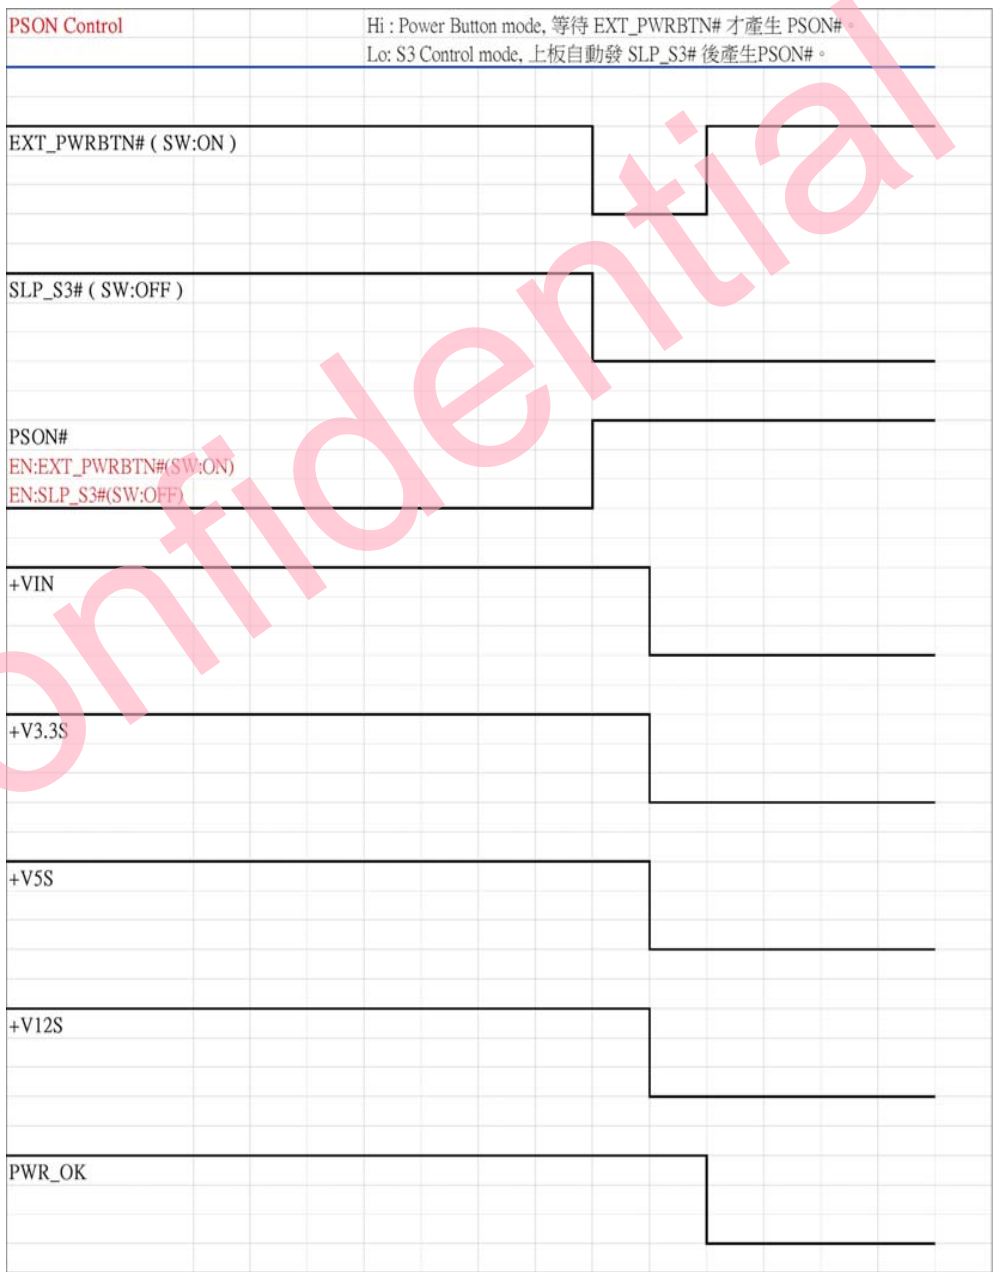 PSON Control
Hi : Power Button mode, 等待 EXT_PWRBTN# 才產生 PSON#。
Lo: S3 Control mode, 上板自動發 SLP_S3# 後產生PSON#。
EXT_PWRBTN# ( SW:ON )
SLP_S3# ( SW:OFF )
PSON#
EN:EXT_PWRBTN#(SW:ON)
EN:SLP_S3#(SW:OFF)
+VIN
+V3.3S
+V5S
+V12S
PWR_OK
onfidential